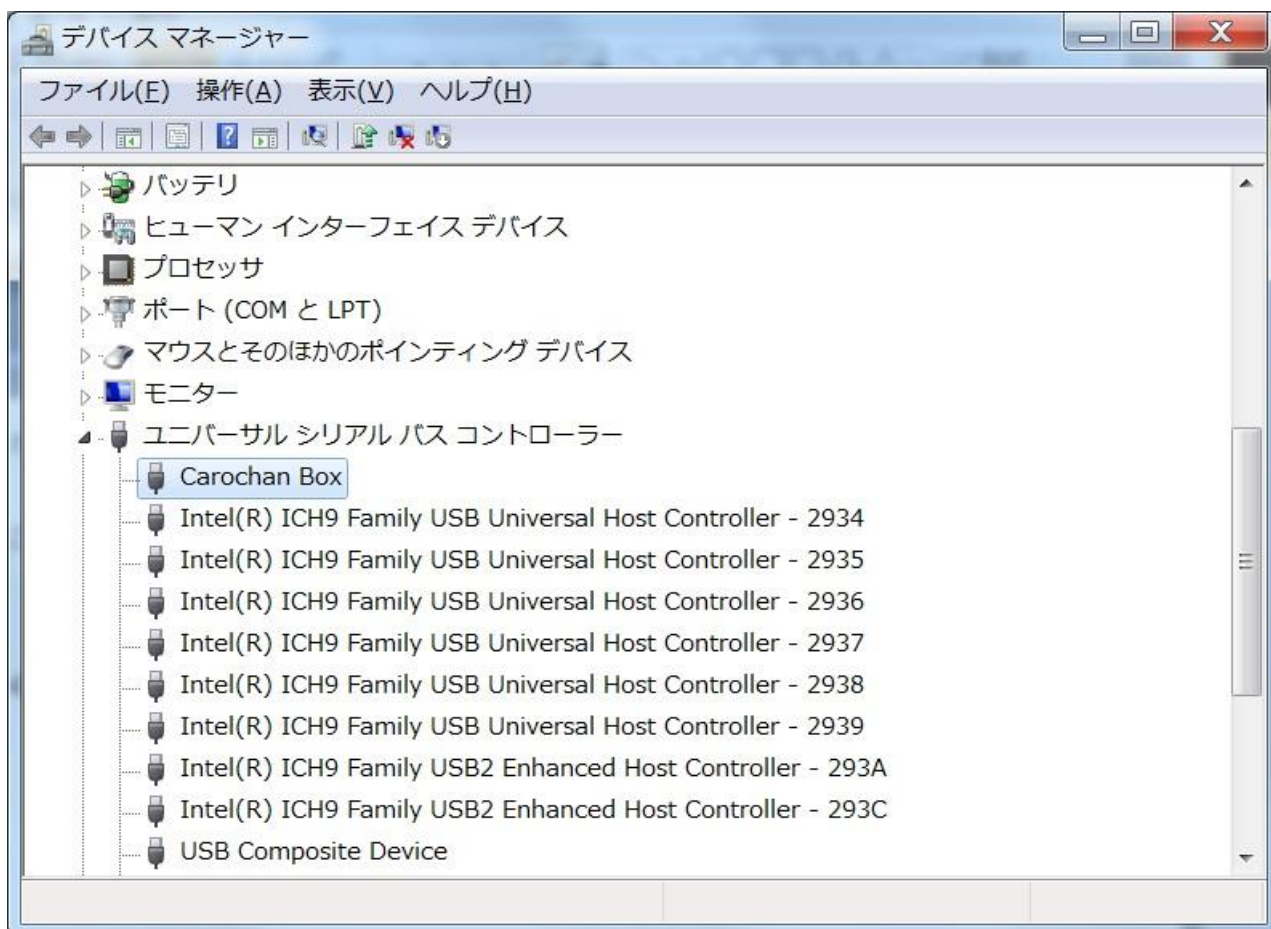 デバイス マネージャー
ファイル(F) 操作(A) 表示(V) ヘルプ(H)
バッテリ
ヒューマン インターフェイス デバイス
プロセッサ
ポート (COM と LPT)
マウスとそのほかのポインティング デバイス
モニター
ユニバーサル シリアル バス コントローラー
Carochan Box
Intel(R) ICH9 Family USB Universal Host Controller - 2934
Intel(R) ICH9 Family USB Universal Host Controller - 2935
Intel(R) ICH9 Family USB Universal Host Controller - 2936
Intel(R) ICH9 Family USB Universal Host Controller - 2937
Intel(R) ICH9 Family USB Universal Host Controller - 2938
Intel(R) ICH9 Family USB Universal Host Controller - 2939
Intel(R) ICH9 Family USB2 Enhanced Host Controller - 293A
Intel(R) ICH9 Family USB2 Enhanced Host Controller - 293C
USB Composite Device